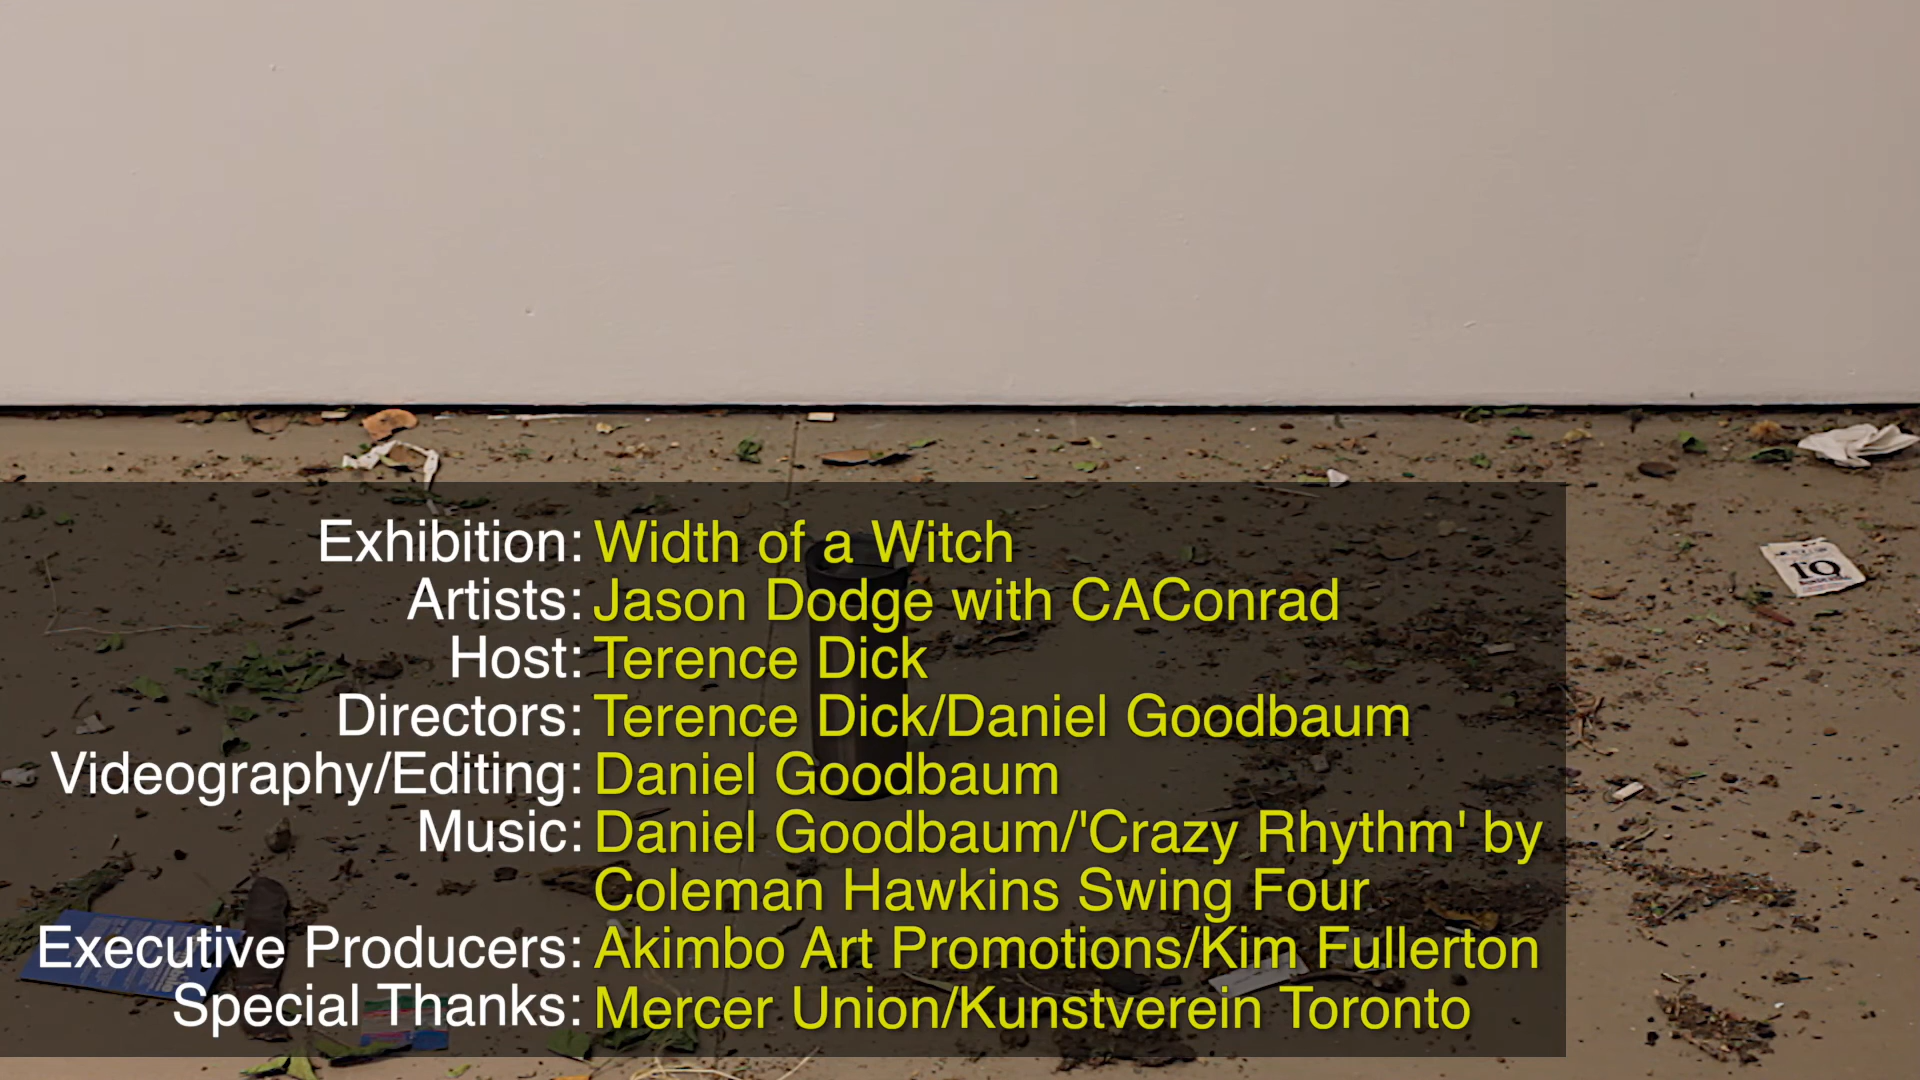 Exhibition: Width of a Witch
Artists: Jason Dodge with CAConrad
Host: Terence Dick
Directors: Terence Dick/Daniel Goodbaum
Videography/Editing: Daniel Goodbaum
Music: Daniel Goodbaum/'Crazy Rhythm' by
Coleman Hawkins Swing Four
Executive Producers: Akimbo Art Promotions/Kim Fullerton
Special Thanks: Mercer Union/Kunstverein Toronto
IQ